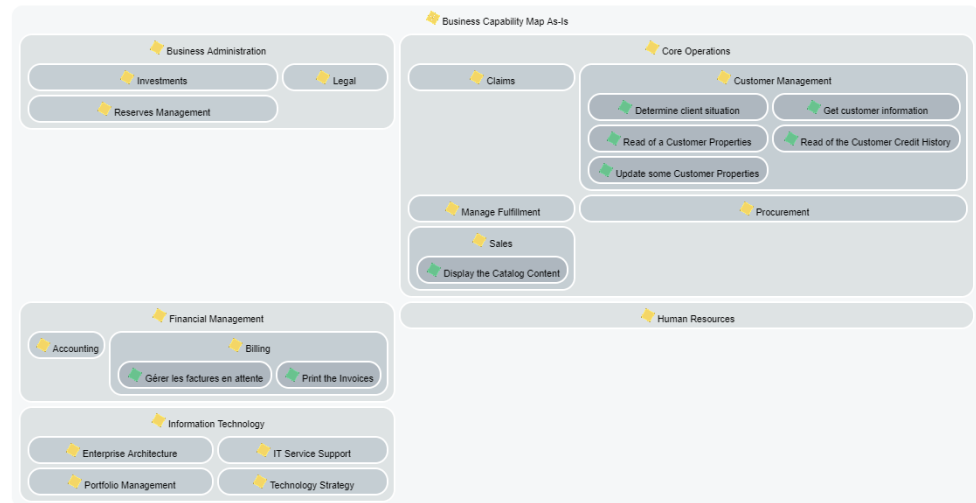 Business Capability Map As-Is
Business Administration
Investments
Legal
Reserves Management
Core Operations
Claims
Customer Management
Determine client situation
Get customer information
Read of a Customer Properties
Read of the Customer Credit History
Update some Customer Properties
Manage Fulfillment
Procurement
Sales
Display the Catalog Content
Financial Management
Accounting
Billing
Gérer les factures en attente
Print the Invoices
Human Resources
Information Technology
Enterprise Architecture
IT Service Support
Portfolio Management
Technology Strategy